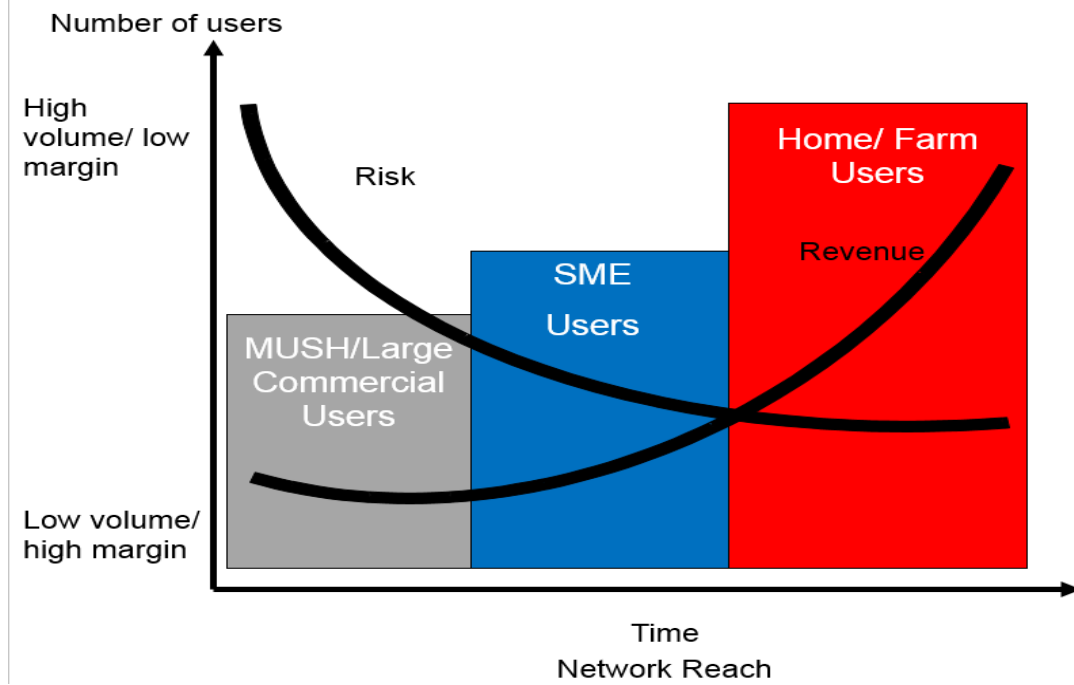 Number of users
High
volume/ low
margin
Risk
Home/ Farm
Users
Revenue
SME
Users
MUSH/Large
Commercial
Users
Low volume/
high margin
Time
Network Reach